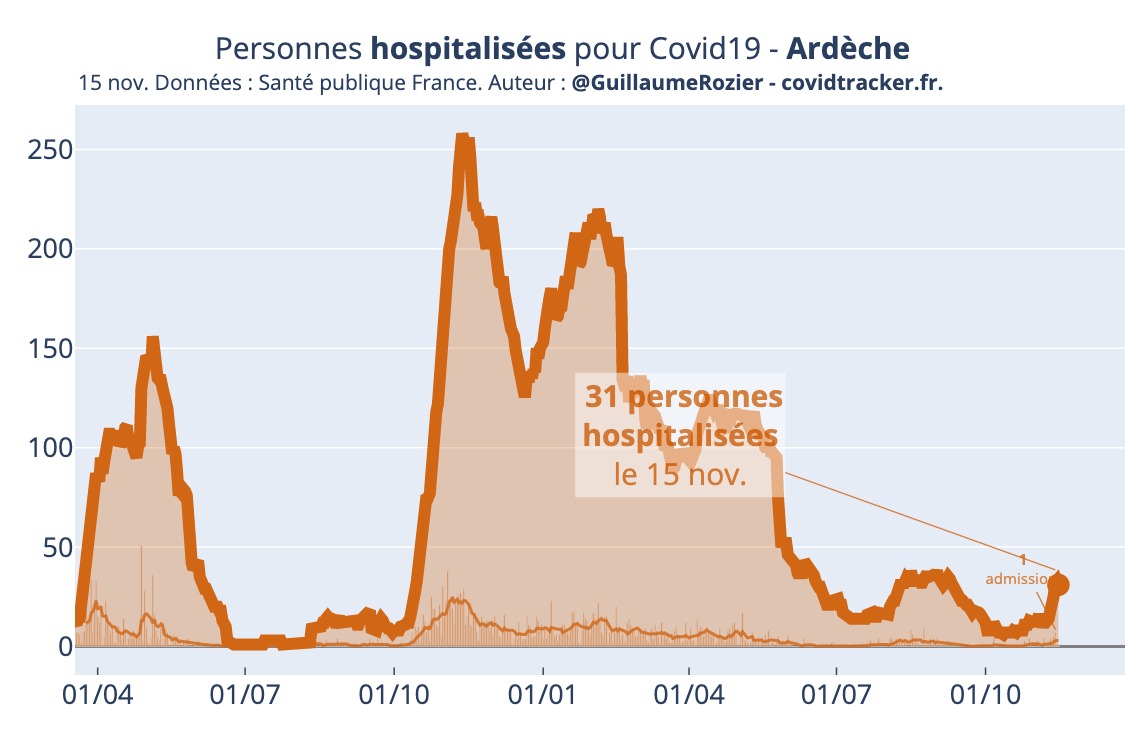 Personnes hospitalisées pour Covid19 - Ardèche
15 nov. Données : Santé publique France. Auteur : @GuillaumeRozier - covidtracker.fr.
250
200
150
100
50
0
31 personnes
hospitalisées
le 15 nov.
1
admissio
01/04
01/07
01/10
01/01
01/04
01/07
01/10